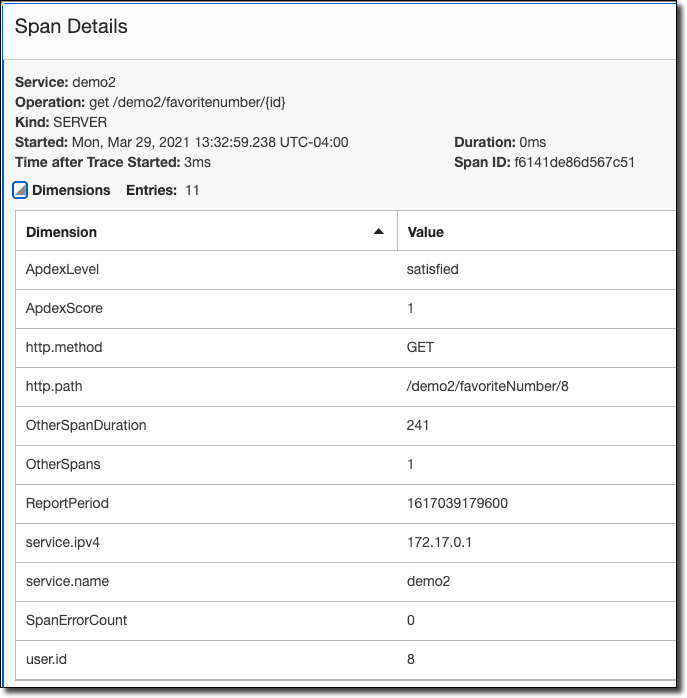 Span Details
Service: demo2
Operation: get /demo2/favoritenumber/{id}
Kind: SERVER
Started: Mon, Mar 29, 2021 13:32:59.238 UTC-04:00 Duration: 0ms
Time after Trace Started: 3ms Span ID: f6141de86d567c51
Dimensions Entries: 11
Dimension Value
ApdexLevel satisfied
ApdexScore 1
http.method GET
http.path /demo2/favoriteNumber/8
OtherSpanDuration 241
OtherSpans 1
ReportPeriod 1617039179600
service.ipv4 172.17.0.1
service.name demo2
SpanErrorCount 0
user.id 8